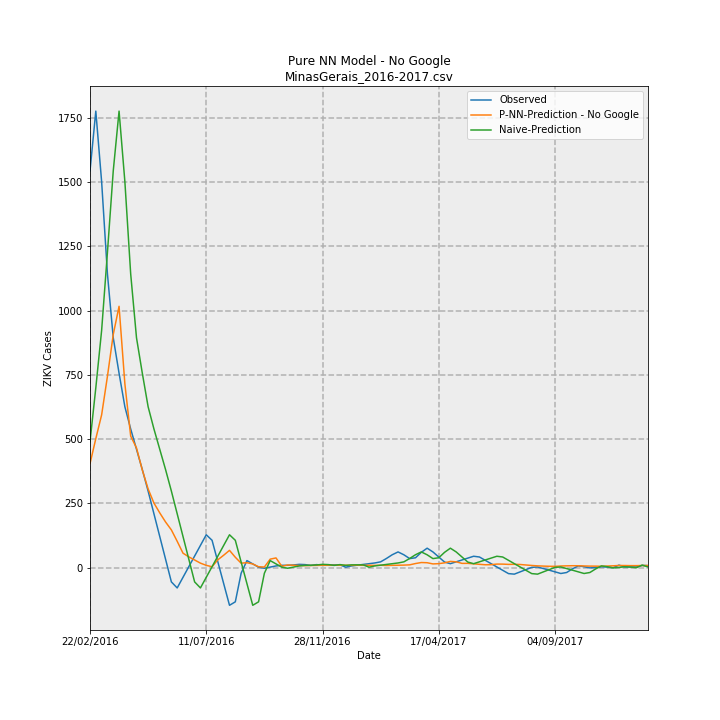 Pure NN Model - No Google
MinasGerais_2016-2017.csv
Observed
P-NN-Prediction - No Google
Naive-Prediction
ZIKV Cases
1750
1500
1250
1000
750
500
250
0
22/02/2016
11/07/2016
28/11/2016
17/04/2017
04/09/2017
Date